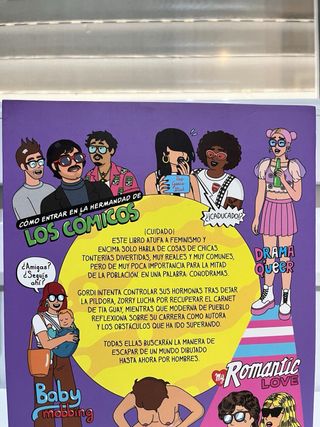 CÓMO ENTRAR EN LA HERMANDAD DE
LOS CÓMICOS
¡CADUCADO!
(CUIDADO)
ESTE LIBRO ATUFA A FEMINISMO Y
ENCIMA SOLO HABLA DE COSAS DE CHICAS.
TONTERÍAS DIVERTIDAS, MUY REALES Y MUY COMUNES,
PERO DE MUY POCA IMPORTANCIA PARA LA MITAD
DE LA POBLACIÓN. EN UNA PALABRA: COÑODRAMAS.
GORDI INTENTA CONTROLAR SUS HORMONAS TRAS DEJAR
LA PÍLDORA, ZORRY LUCHA POR RECUPERAR EL CARNET
DE TÍA GUAY, MIENTRAS QUE MODERNA DE PUEBLO
REFLEXIONA SOBRE SU CARRERA COMO AUTORA
Y LOS OBSTÁCULOS QUE HA IDO SUPERANDO.
TODAS ELLAS BUSCARÁN LA MANERA DE
ESCAPAR DE UN MUNDO DIBUJADO
HASTA AHORA POR HOMBRES.
¿Amigas?
¿Seguís
ahí?
DRAMA
QUEER
Baby
mobbing
My Romantic
LOVE